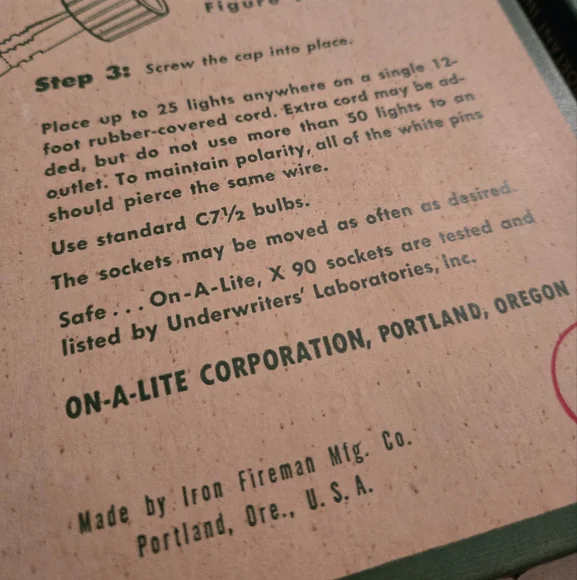 Figure
Step 3: Screw the cap into place.
Place up to 25 lights anywhere on a single 12-
foot rubber-covered cord. Extra cord may be ad-
ded, but do not use more than 50 lights to an
outlet. To maintain polarity, all of the white pins
should pierce the same wire.
Use standard C7½ bulbs.
The sockets may be moved as often as desired.
Safe . . . On-A-Lite, X 90 sockets are tested and
listed by Underwriters' Laboratories, Inc.
ON-A-LITE CORPORATION, PORTLAND, OREGON
Made by Iron Fireman Mfg. Co.
Portland, Ore., U. S. A.